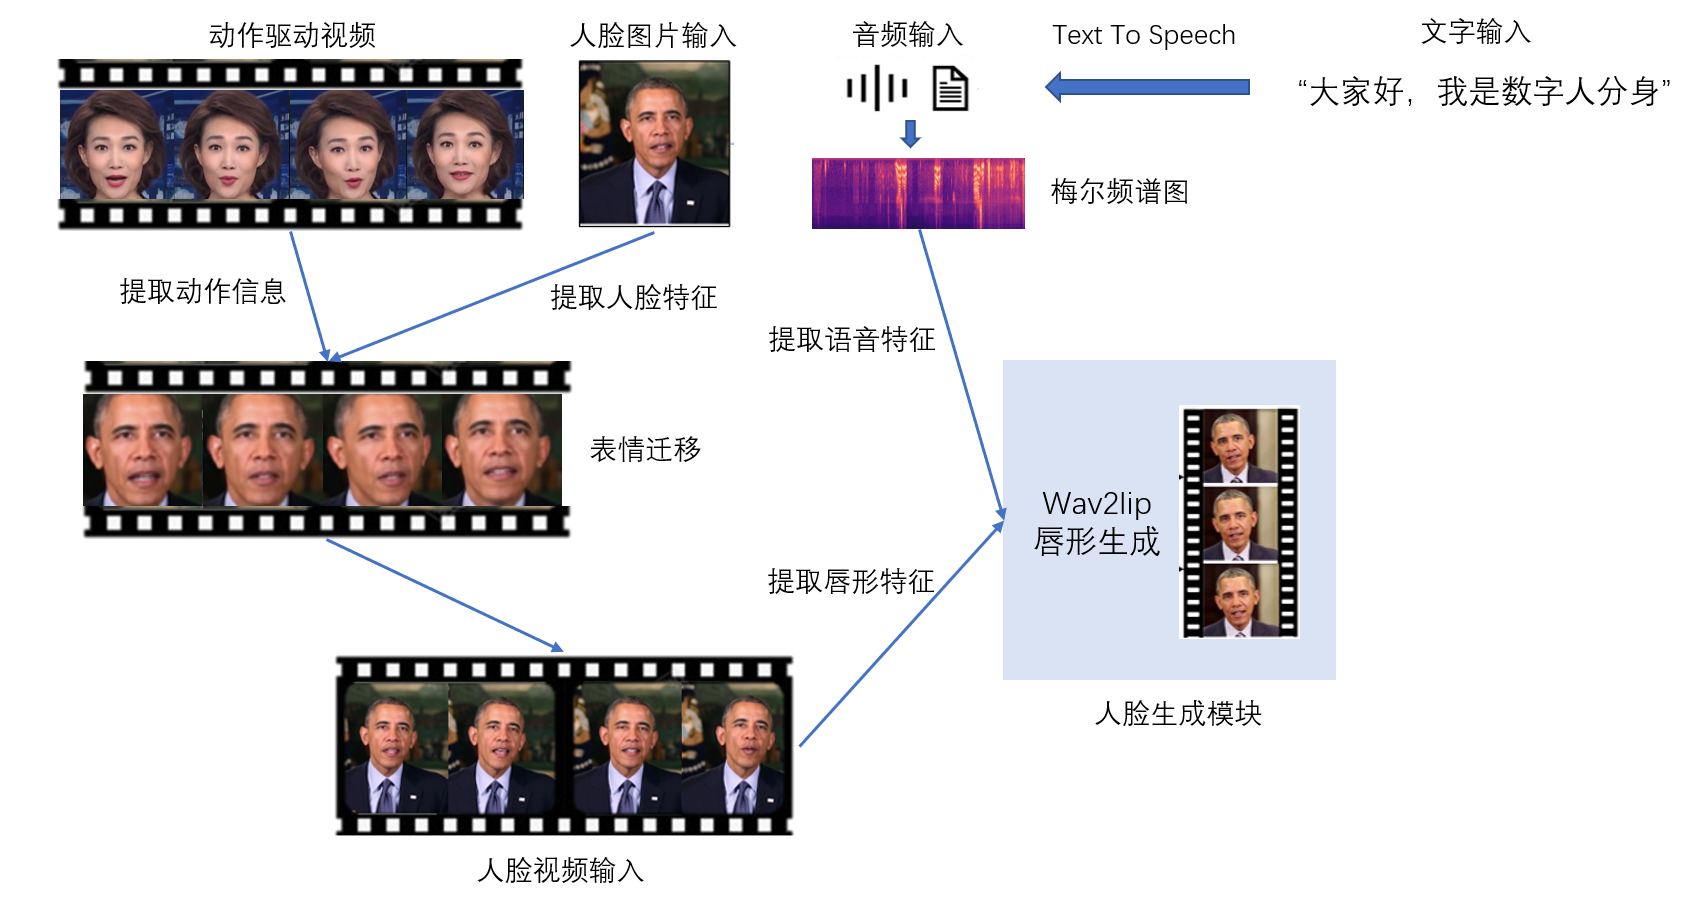 动作驱动视频
人脸图片输入
音频输入
Text To Speech
文字输入
“大家好，我是数字人分身”
梅尔频谱图
提取动作信息
提取人脸特征
提取语音特征
表情迁移
Wav2lip
唇形生成
提取唇形特征
人脸生成模块
人脸视频输入